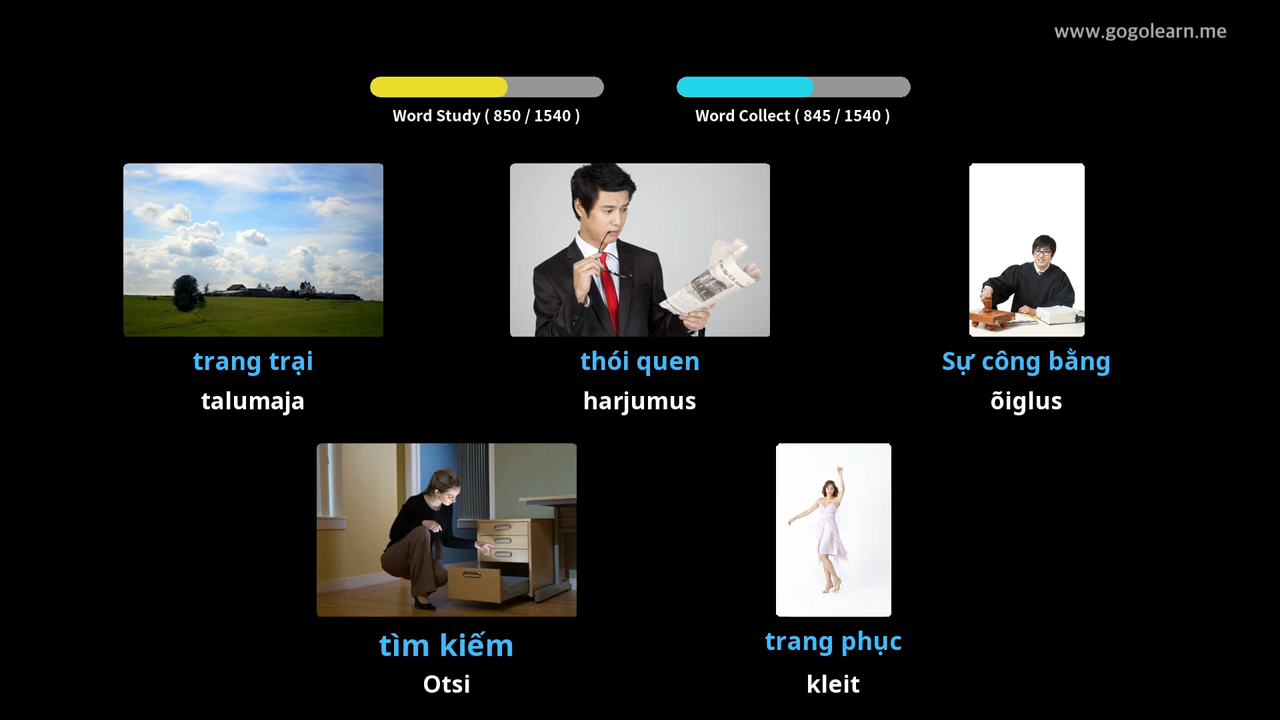 www.gogolearn.me
Word Study ( 850 / 1540 )
Word Collect ( 845 / 1540 )
trang trại
thói quen
Sự công bằng
talumaja
harjumus
õiglus
tìm kiếm
trang phục
Otsi
kleit